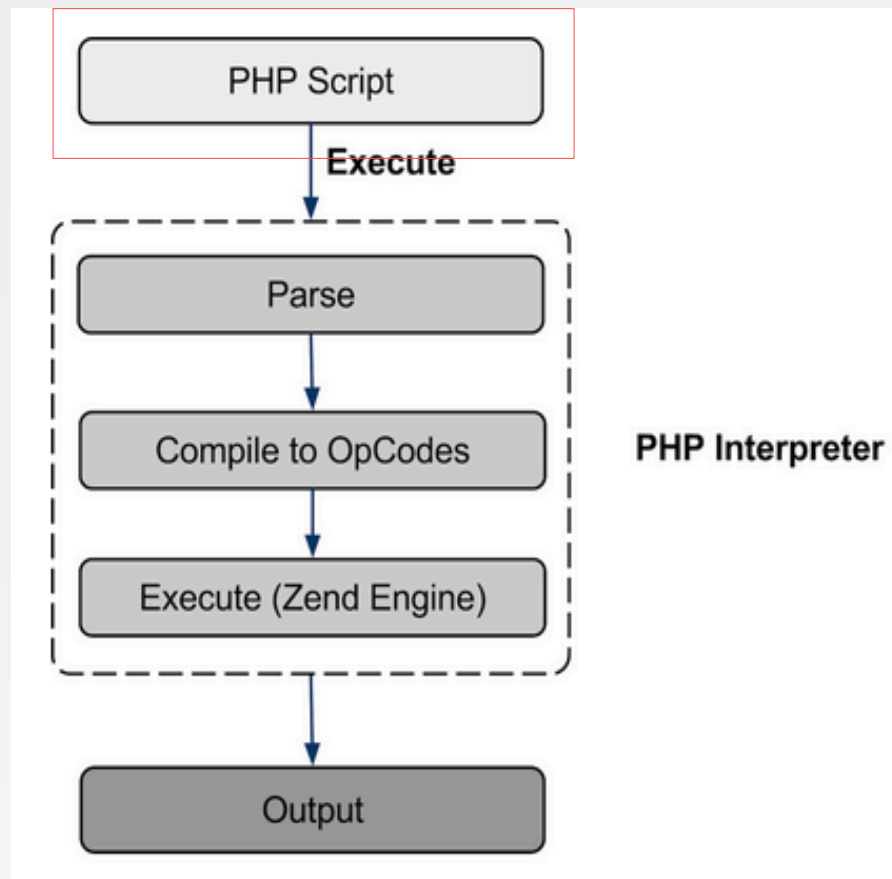 PHP Script
Execute
Parse
Compile to OpCodes
PHP Interpreter
Execute (Zend Engine)
Output